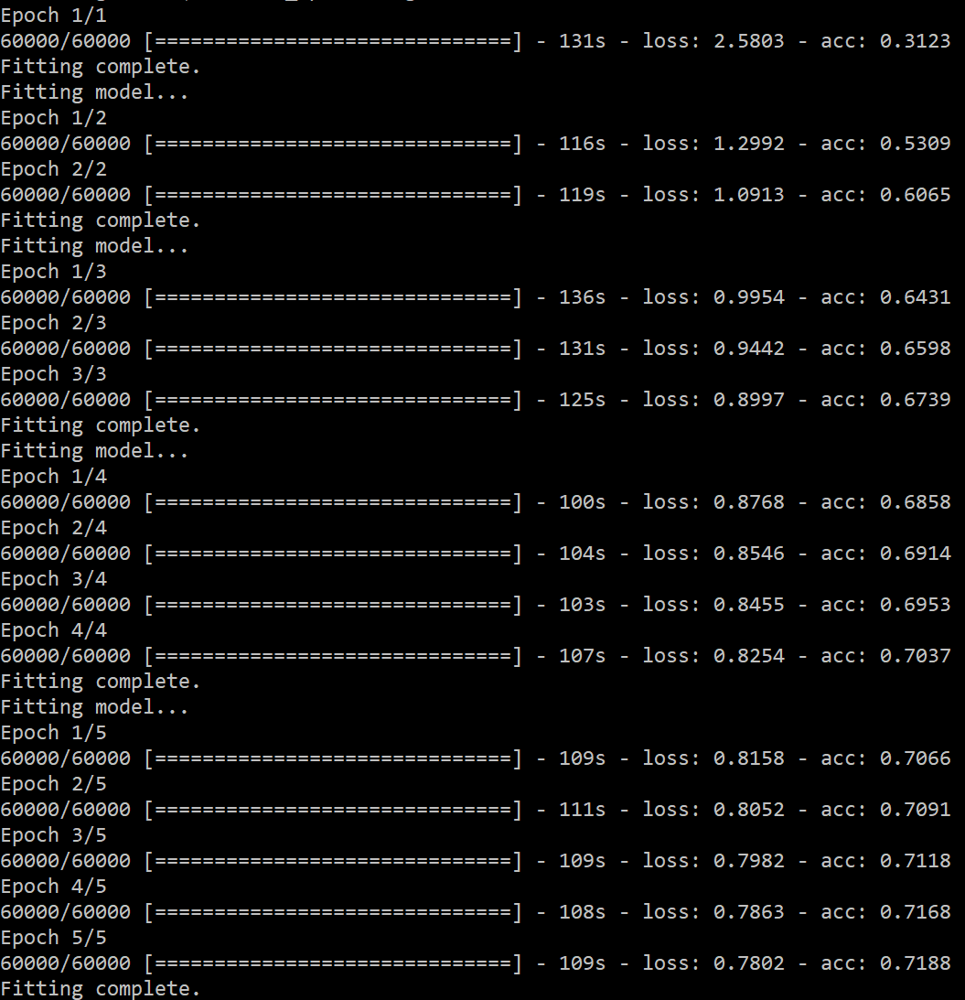 Epoch 1/1
60000/60000 [==============================] - 131s - loss: 2.5803 - acc: 0.3123
Fitting complete.
Fitting model...
Epoch 1/2
60000/60000 [==============================] - 116s - loss: 1.2992 - acc: 0.5309
Epoch 2/2
60000/60000 [==============================] - 119s - loss: 1.0913 - acc: 0.6065
Fitting complete.
Fitting model...
Epoch 1/3
60000/60000 [==============================] - 136s - loss: 0.9954 - acc: 0.6431
Epoch 2/3
60000/60000 [==============================] - 131s - loss: 0.9442 - acc: 0.6598
Epoch 3/3
60000/60000 [==============================] - 125s - loss: 0.8997 - acc: 0.6739
Fitting complete.
Fitting model...
Epoch 1/4
60000/60000 [==============================] - 100s - loss: 0.8768 - acc: 0.6858
Epoch 2/4
60000/60000 [==============================] - 104s - loss: 0.8546 - acc: 0.6914
Epoch 3/4
60000/60000 [==============================] - 103s - loss: 0.8455 - acc: 0.6953
Epoch 4/4
60000/60000 [==============================] - 107s - loss: 0.8254 - acc: 0.7037
Fitting complete.
Fitting model...
Epoch 1/5
60000/60000 [==============================] - 109s - loss: 0.8158 - acc: 0.7066
Epoch 2/5
60000/60000 [==============================] - 111s - loss: 0.8052 - acc: 0.7091
Epoch 3/5
60000/60000 [==============================] - 109s - loss: 0.7982 - acc: 0.7118
Epoch 4/5
60000/60000 [==============================] - 108s - loss: 0.7863 - acc: 0.7168
Epoch 5/5
60000/60000 [==============================] - 109s - loss: 0.7802 - acc: 0.7188
Fitting complete.